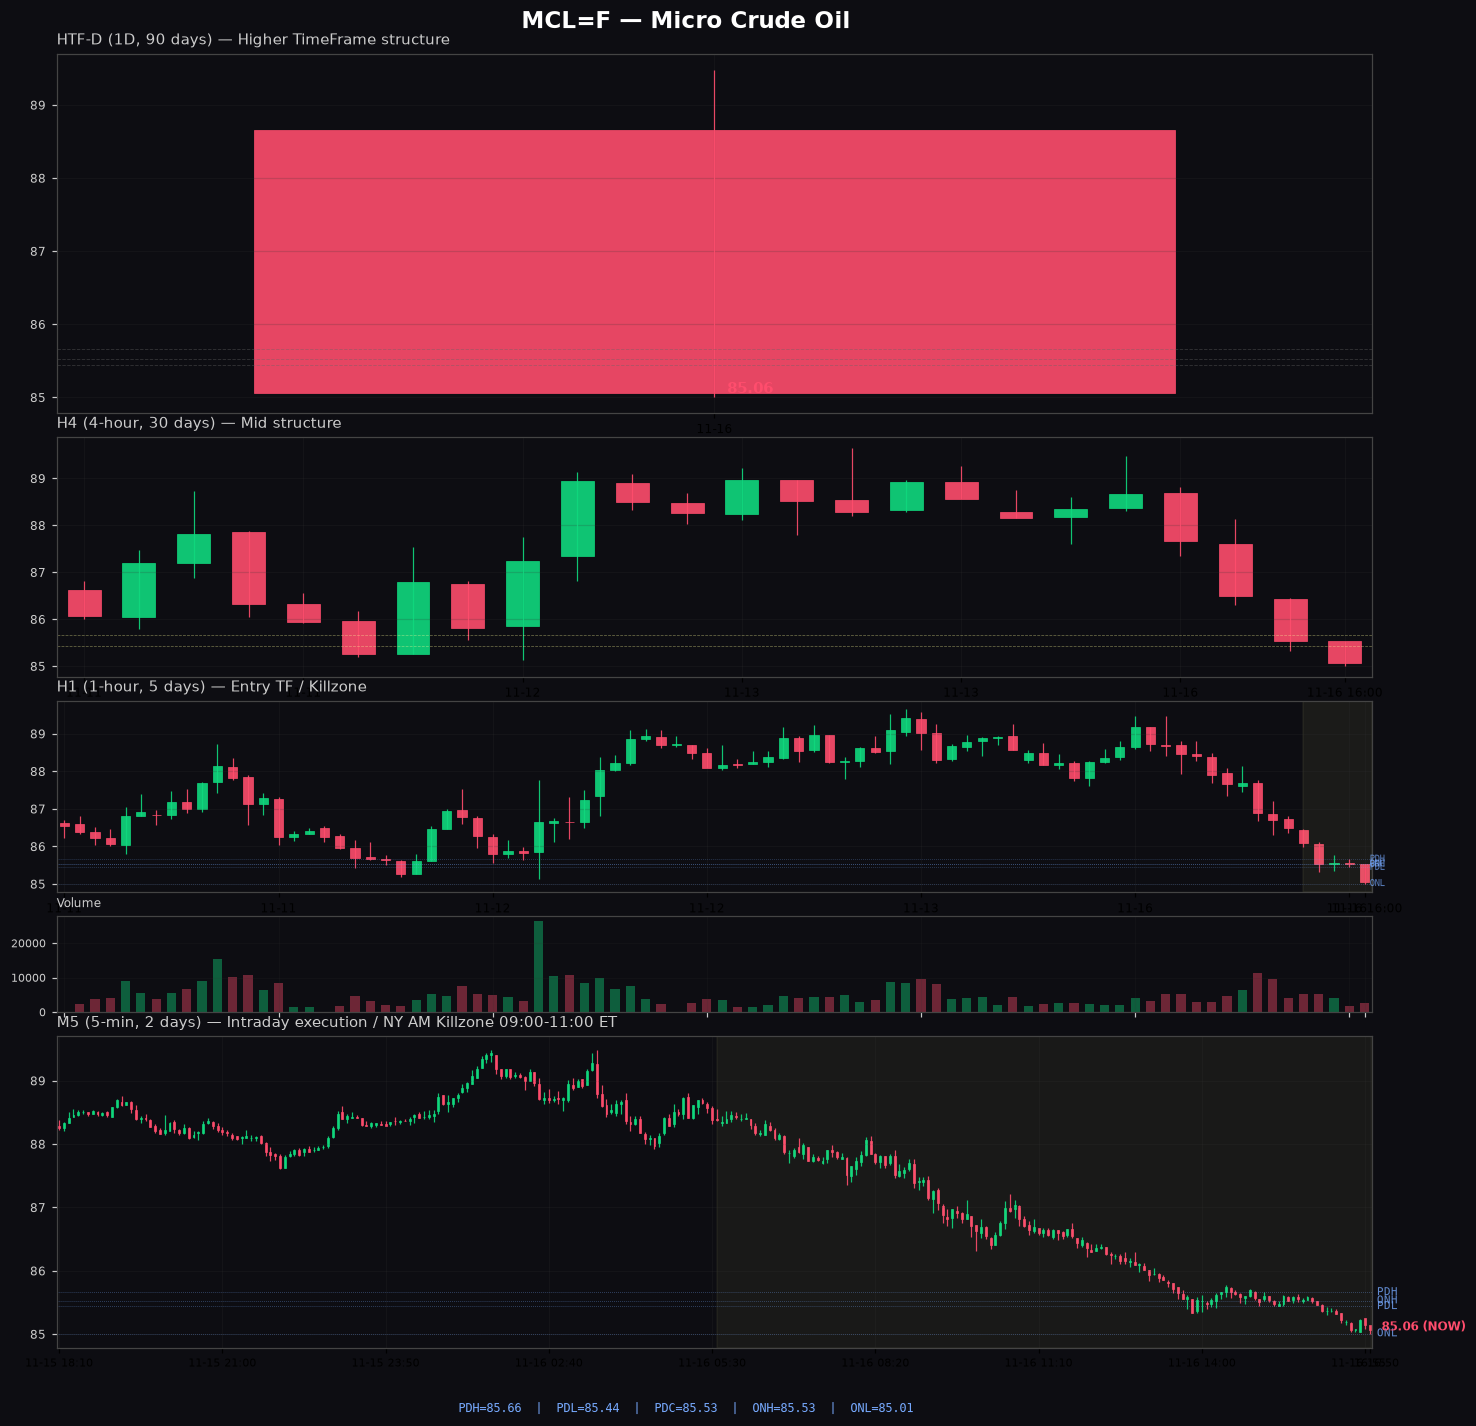 MCL=F — Micro Crude Oil
HTF-D (1D, 90 days) — Higher TimeFrame structure
89
88
87
86
85
85.06
11-16
H4 (4-hour, 30 days) — Mid structure
89
88
87
86
85
11-12
11-13
11-13
11-16
11-16 16:00
H1 (1-hour, 5 days) — Entry TF / Killzone
89
88
87
86
85
PDH
PDL
ONL
11-11
11-12
11-12
11-13
11-16
Volume
20000
10000
0
M5 (5-min, 2 days) — Intraday execution / NY AM Killzone 09:00-11:00 ET
89
88
87
86
85
PDH
ONH
PDL
85.06 (NOW)
ONL
11-15 18:10
11-15 21:00
11-15 23:50
11-16 02:40
11-16 05:30
11-16 08:20
11-16 11:10
11-16 14:00
PDH=85.66 | PDL=85.44 | PDC=85.53 | ONH=85.53 | ONL=85.01